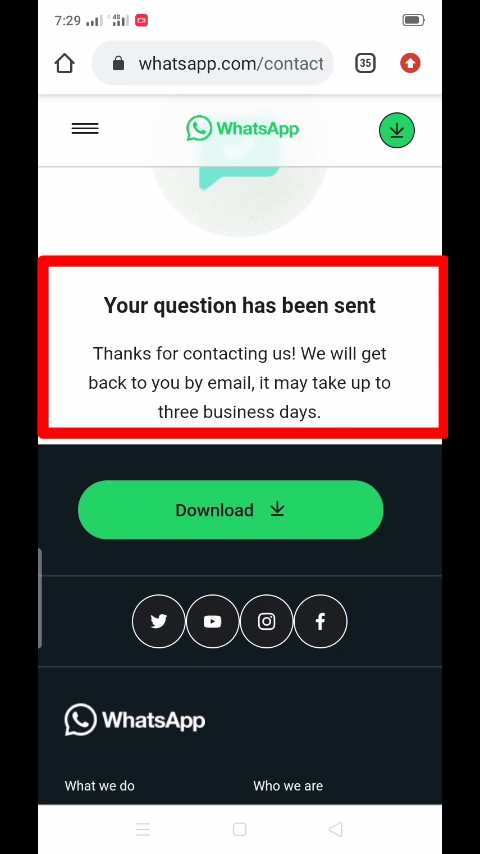 7:29
4G
whatsapp.com/contact
35
WhatsApp
Your question has been sent
Thanks for contacting us! We will get
back to you by email, it may take up to
three business days.
Download
WhatsApp
What we do
Who we are